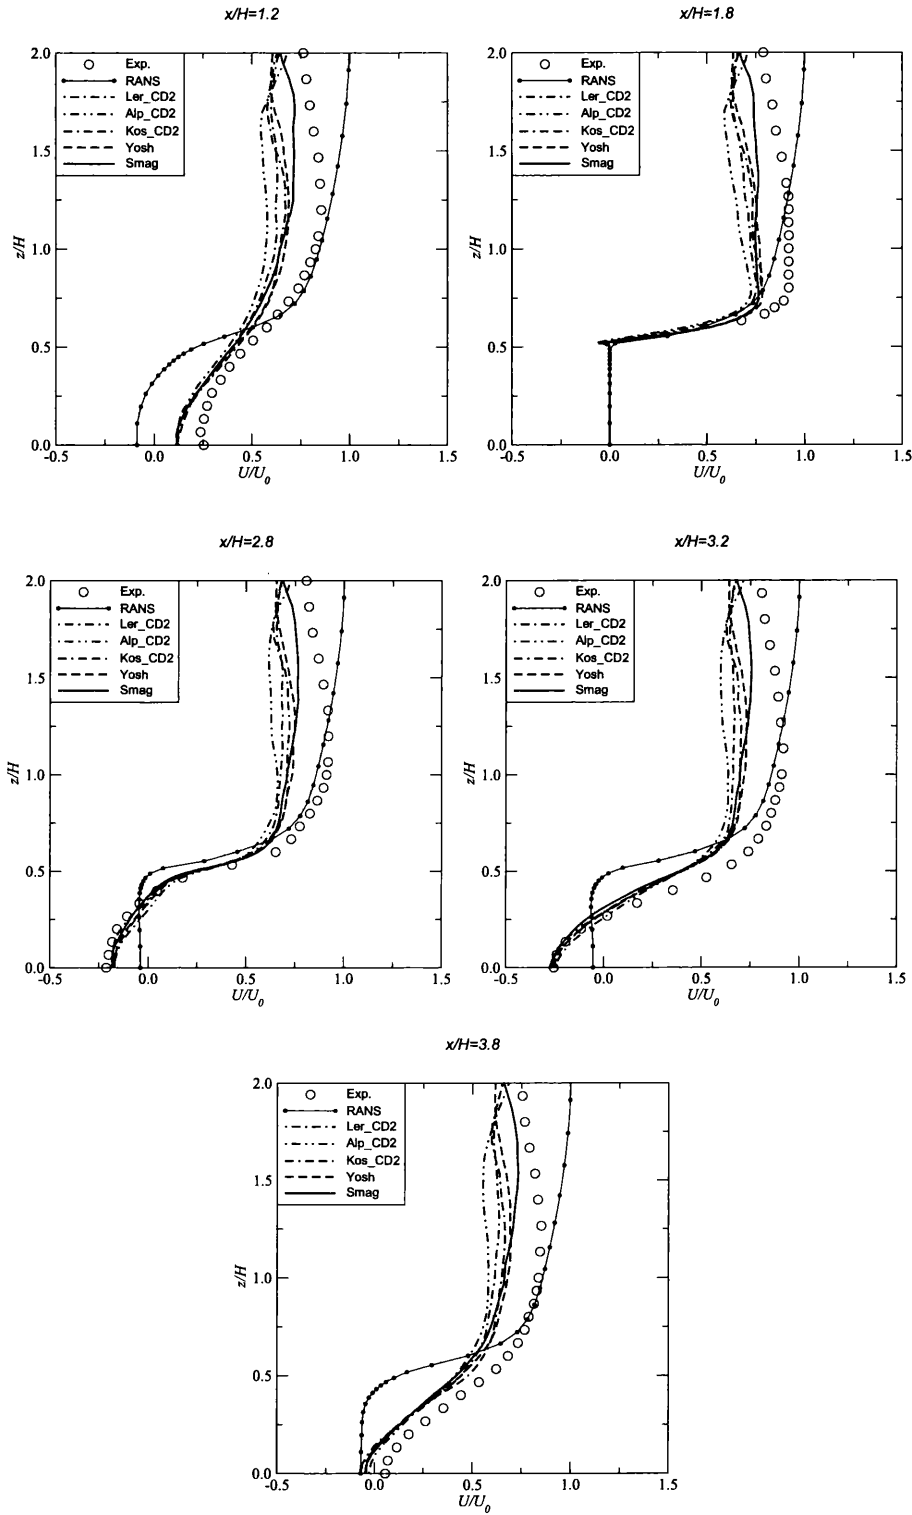 x/H=1.2
2.0
1.5
1.0
0.5
0.0
z/H
Exp.
RANS
Ler_CD2
Alp_CD2
Kos_CD2
Yosh
Smag
-0.5 0.0 0.5 1.0 1.5
U/U0
x/H=1.8
2.0
1.5
1.0
0.5
0.0
z/H
Exp.
RANS
Ler_CD2
Alp_CD2
Kos_CD2
Yosh
Smag
-0.5 0.0 0.5 1.0 1.5
U/U0
x/H=2.8
2.0
1.5
1.0
0.5
0.0
z/H
Exp.
RANS
Ler_CD2
Alp_CD2
Kos_CD2
Yosh
Smag
-0.5 0.0 0.5 1.0 1.5
U/U0
x/H=3.2
2.0
1.5
1.0
0.5
0.0
z/H
Exp.
RANS
Ler_CD2
Alp_CD2
Kos_CD2
Yosh
Smag
-0.5 0.0 0.5 1.0 1.5
U/U0
x/H=3.8
2.0
1.5
1.0
0.5
0.0
z/H
Exp.
RANS
Ler_CD2
Alp_CD2
Kos_CD2
Yosh
Smag
-0.5 0.0 0.5 1.0 1.5
U/U0